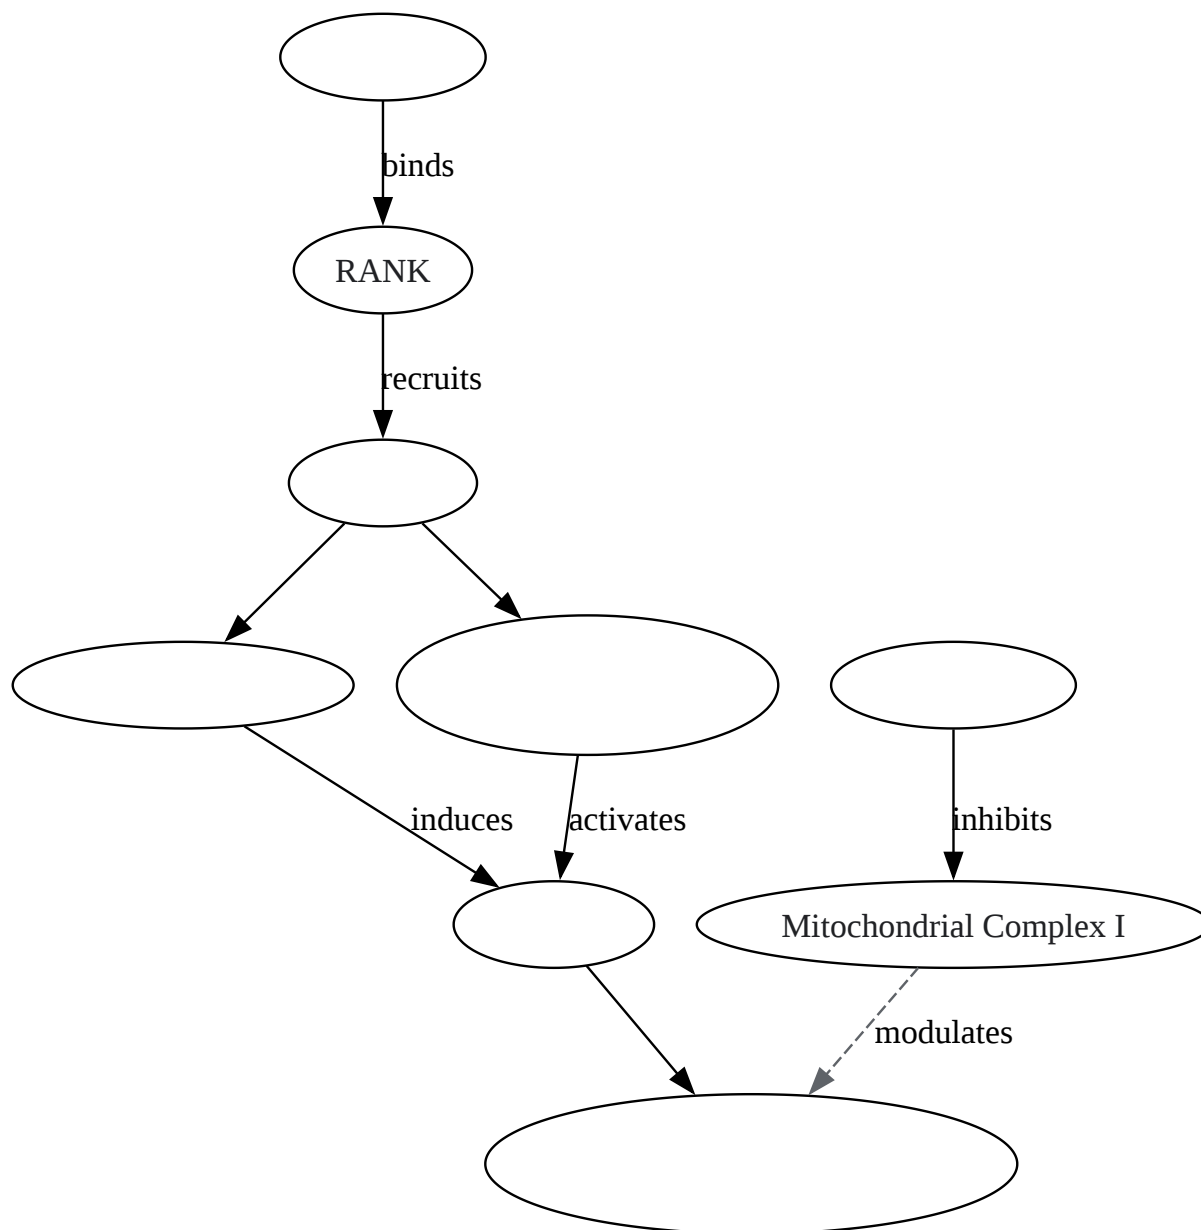 binds
RANK
recruits
induces
activates
inhibits
Mitochondrial Complex I
modulates